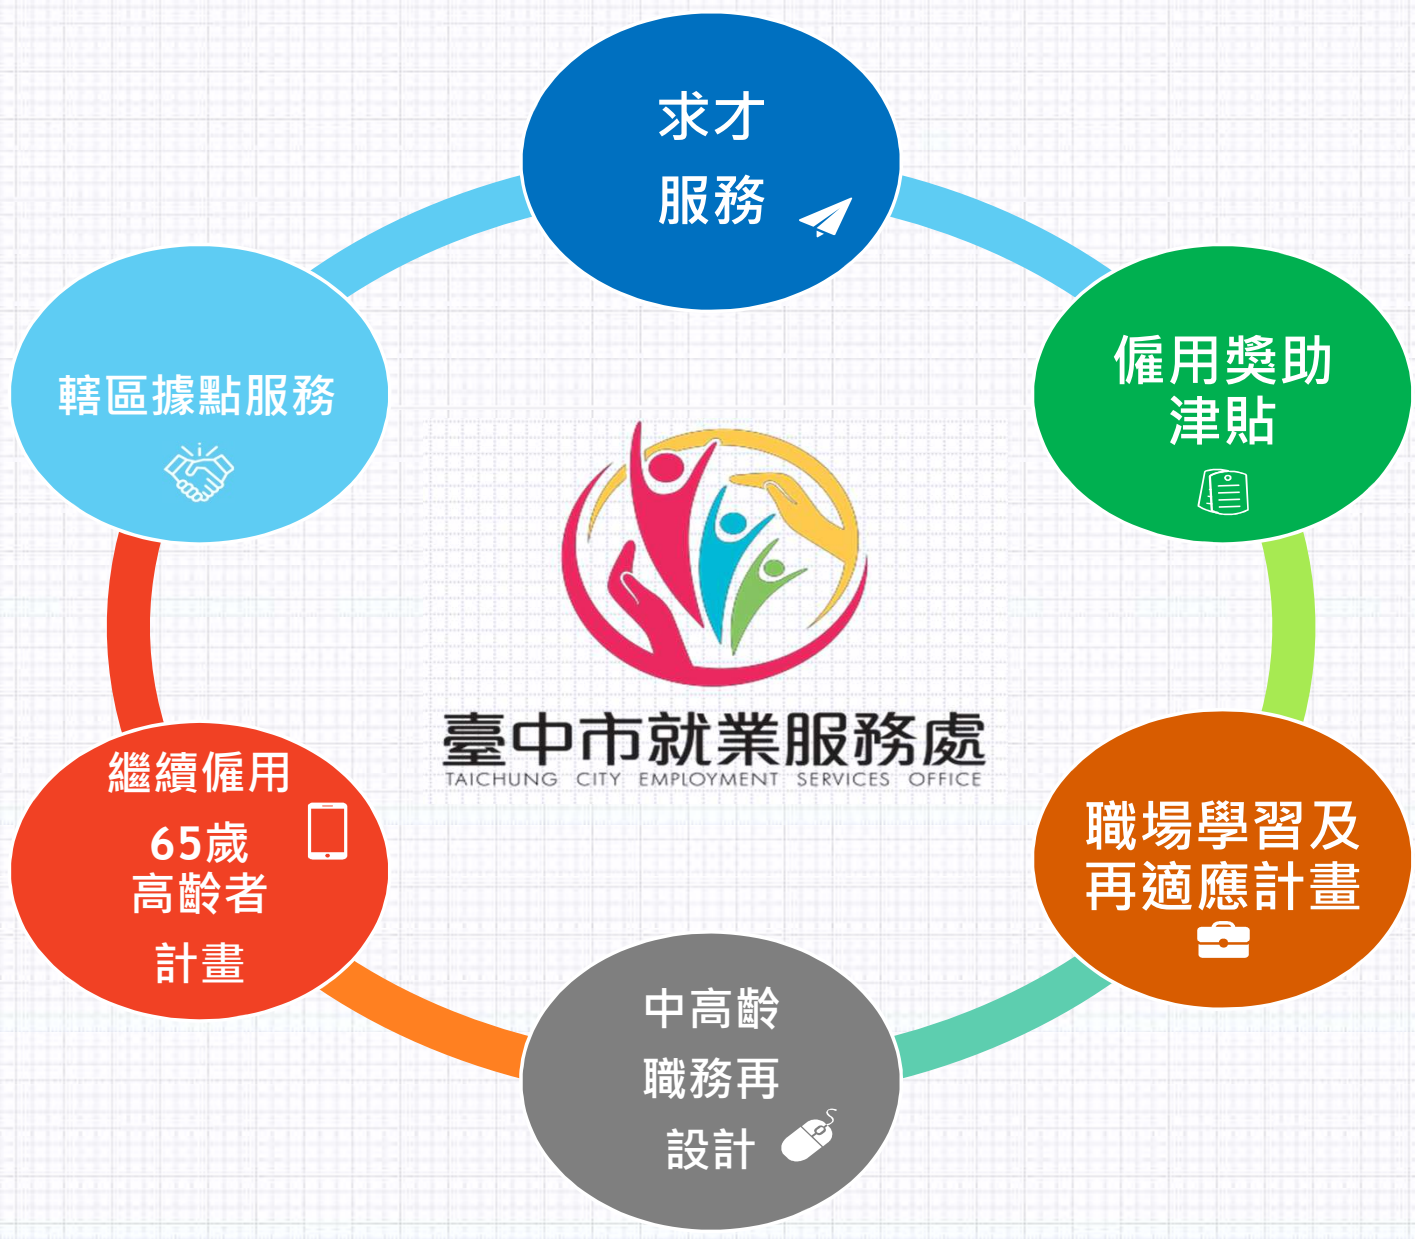 求才
服務
僱用獎助
津貼
職場學習及
再適應計畫
中高齡
職務再
設計
繼續僱用
65歲
高齡者
計畫
轄區據點服務
臺中市就業服務處
TAICHUNG CITY EMPLOYMENT SERVICES OFFICE